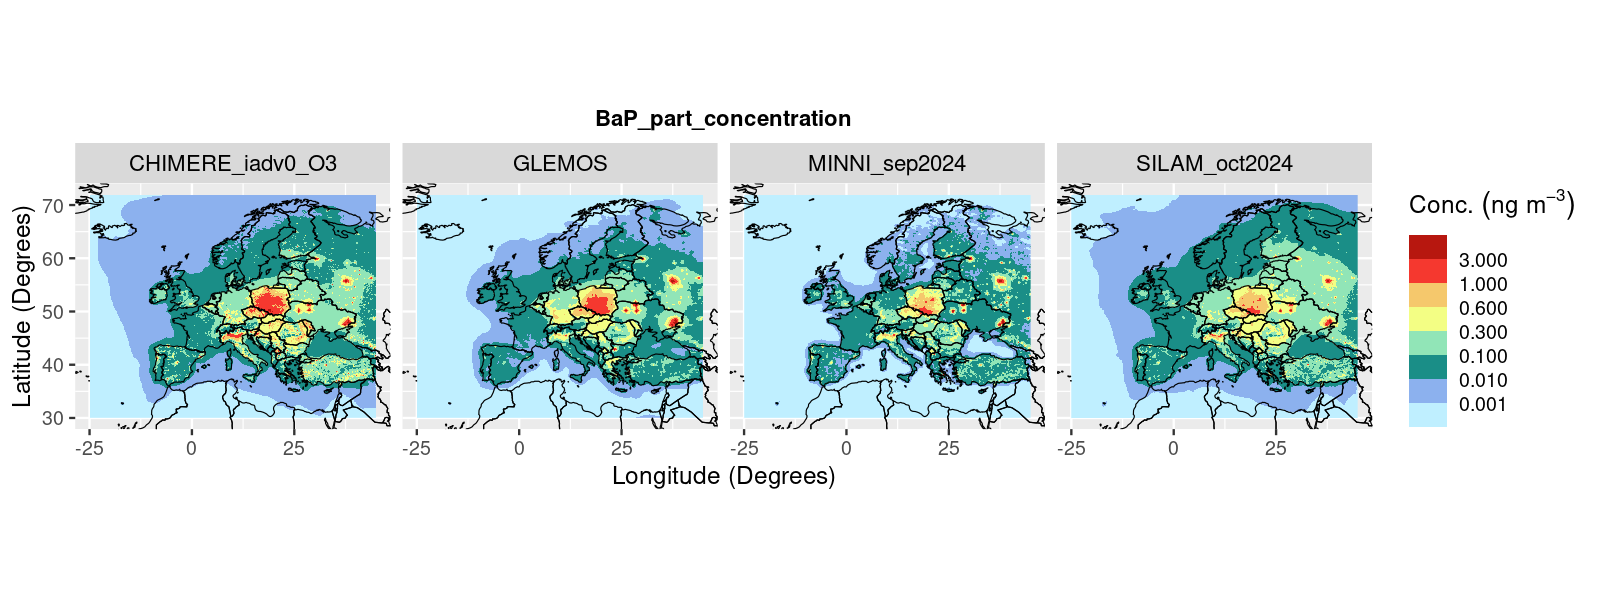 BaP_part_concentration
CHIMERE_iadv0_O3 GLEMOS MINNI_sep2024 SILAM_oct2024
Latitude (Degrees)
70
60
50
40
30
-25 0 25 -25 0 25 -25 0 25 -25 0 25
Longitude (Degrees)
Conc. (ng m⁻³)
3.000
1.000
0.600
0.300
0.100
0.010
0.001